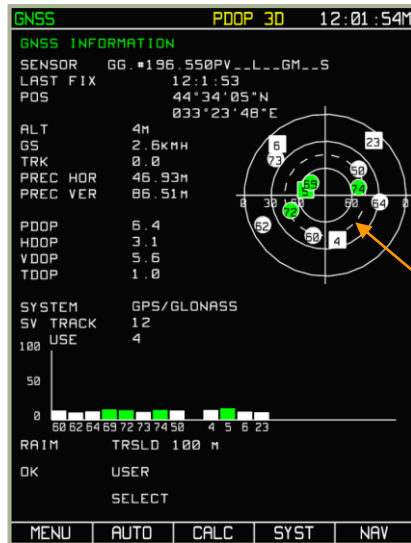 GNSS PDOP 3D 12:01:54M
GNSS INFORMATION
SENSOR GG.#196.550PV__L__GM__S
LAST FIX 12:1:53
POS 44°34'05"N
033°23'48"E
ALT 4M
GS 2.6KMH
TRK 0.0
PREC HOR 46.93M
PREC VER 86.51M
PDOP 6.4
HDOP 3.1
VDOP 5.6
TDOP 1.0
6 23
73 50
69 5 74
0 30 60 60 64 0
72
62 60 4
SYSTEM GPS/GLONASS
SV TRACK 12
USE 4
100
50
0
60 62 64 69 72 73 74 50 4 5 6 23
RAIM TRSLD 100 M
OK USER
SELECT
MENU AUTO CALC SYST NAV